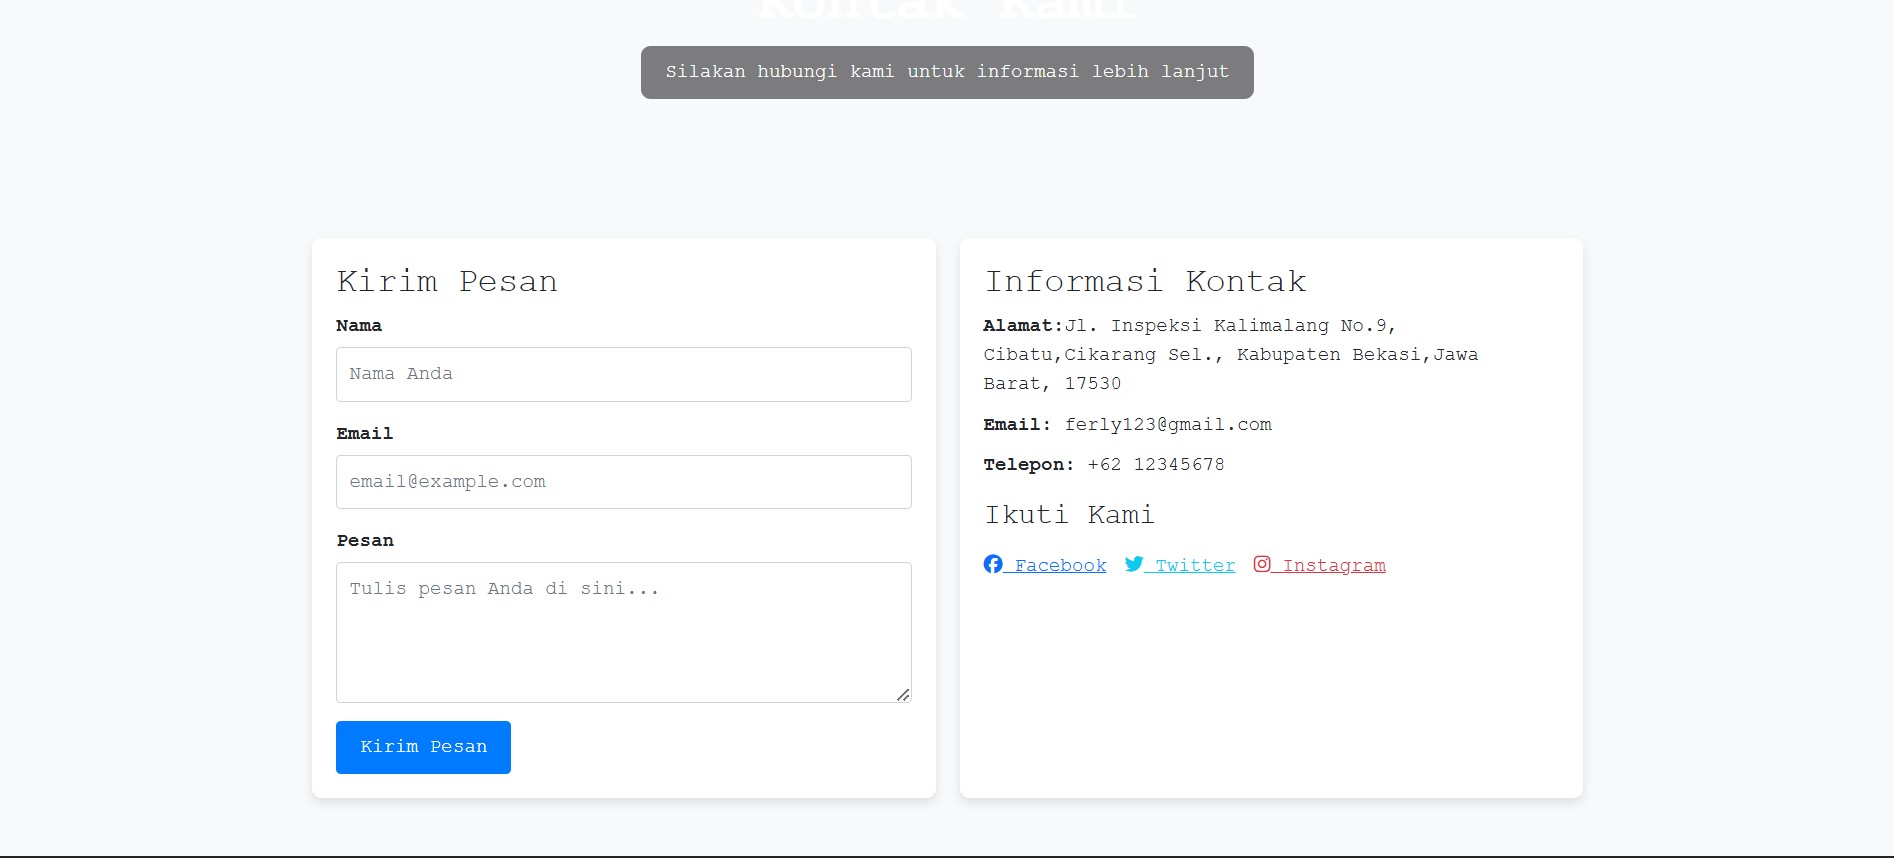 Kontak Kami
Silakan hubungi kami untuk informasi lebih lanjut
Kirim Pesan
Nama
Nama Anda
Email
email@example.com
Pesan
Tulis pesan Anda di sini...
Kirim Pesan
Informasi Kontak
Alamat:Jl. Inspeksi Kalimalang No.9,
Cibatu,Cikarang Sel., Kabupaten Bekasi,Jawa
Barat, 17530
Email: ferly123@gmail.com
Telepon: +62 12345678
Ikuti Kami
Facebook Twitter Instagram